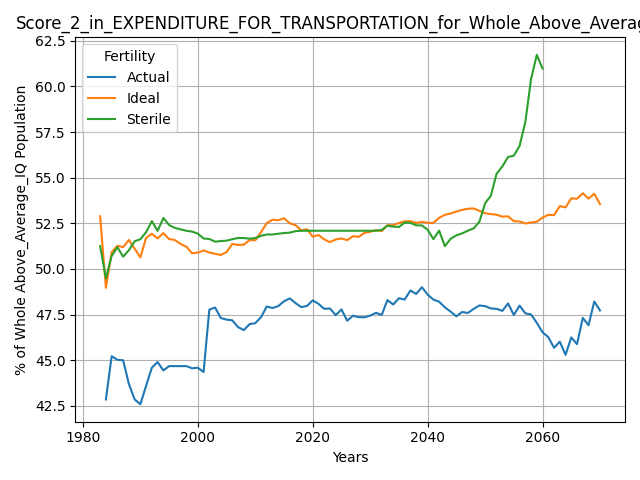 Score_2_in_EXPENDITURE_FOR_TRANSPORTATION_for_Whole_Above_Averag
Fertility
Actual
Ideal
Sterile
% of Whole Above_Average_IQ Population
62.5
60.0
57.5
55.0
52.5
50.0
47.5
45.0
42.5
1980
2000
2020
2040
2060
Years